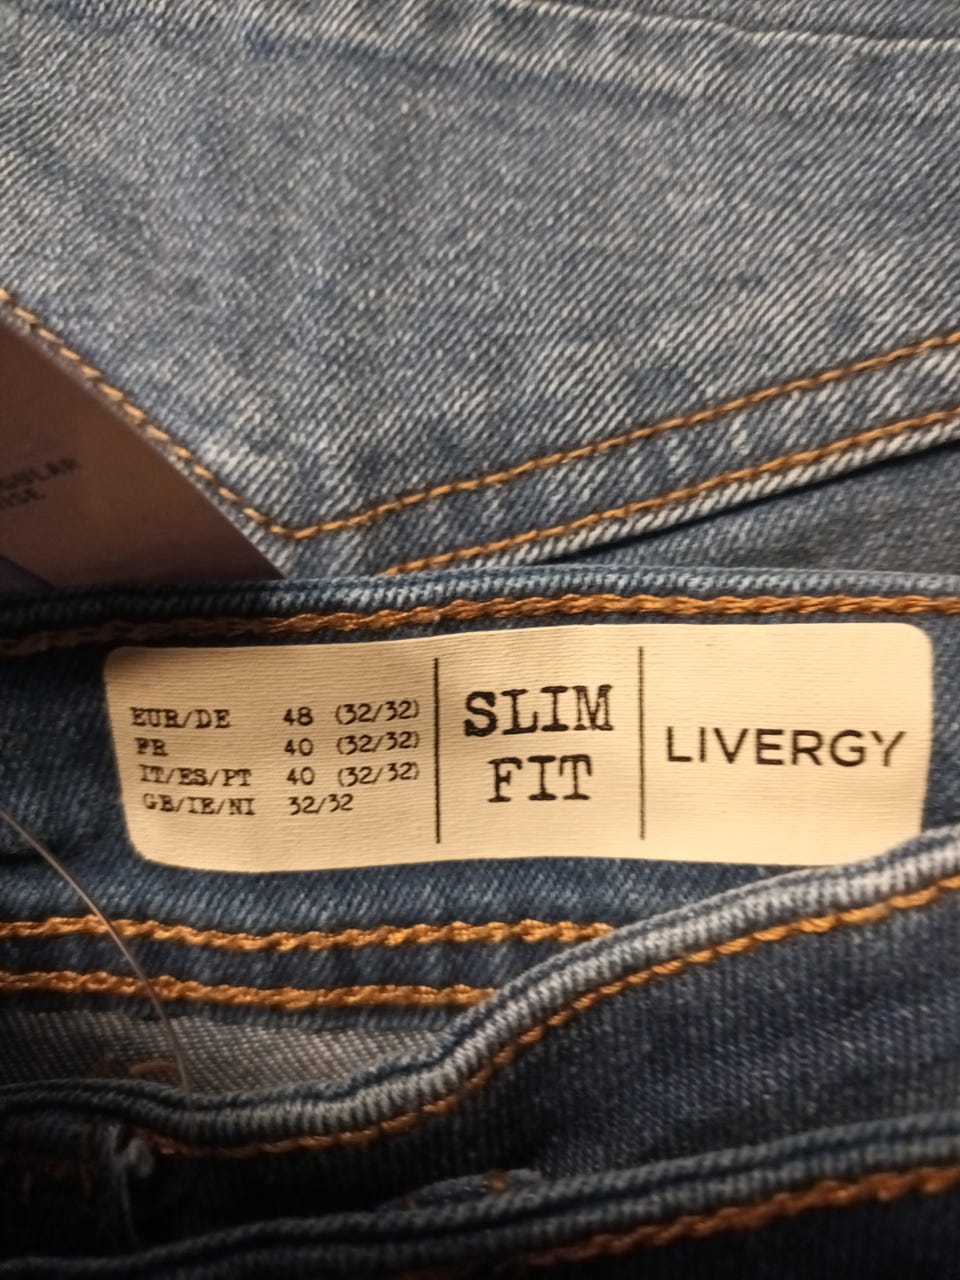 RISE
EUR/DE 48 (32/32)
FR 40 (32/32)
IT/ES/PT 40 (32/32)
GB/IE/NI 32/32
SLIM
FIT
LIVERGY